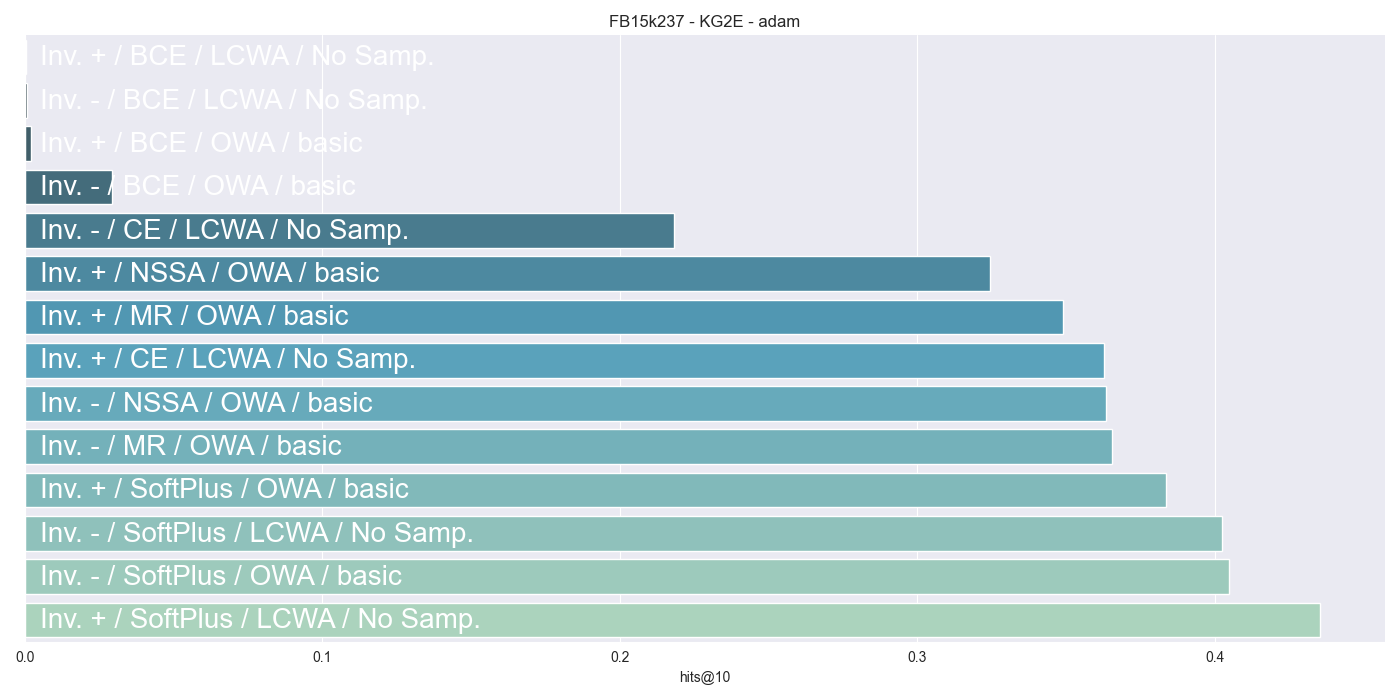 FB15k237 - KG2E - adam
Inv. + / BCE / LCWA / No Samp.
Inv. - / BCE / LCWA / No Samp.
Inv. + / BCE / OWA / basic
Inv. - / BCE / OWA / basic
Inv. - / CE / LCWA / No Samp.
Inv. + / NSSA / OWA / basic
Inv. + / MR / OWA / basic
Inv. + / CE / LCWA / No Samp.
Inv. - / NSSA / OWA / basic
Inv. - / MR / OWA / basic
Inv. + / SoftPlus / OWA / basic
Inv. - / SoftPlus / LCWA / No Samp.
Inv. - / SoftPlus / OWA / basic
Inv. + / SoftPlus / LCWA / No Samp.
0.0 0.1 0.2 0.3 0.4
hits@10